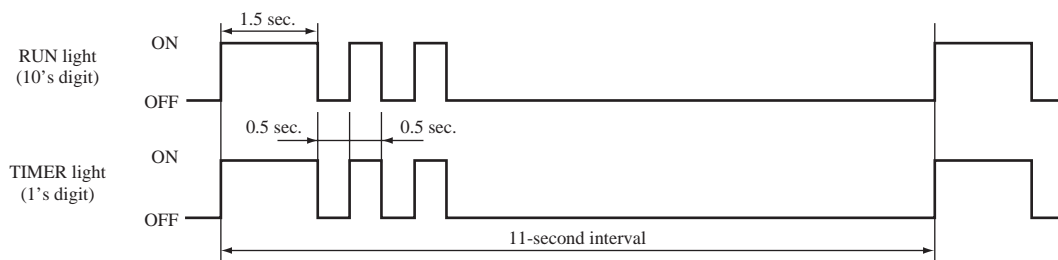 1.5 sec.
RUN light
(10’s digit)
ON
OFF
0.5 sec.
0.5 sec.
TIMER light
(1’s digit)
ON
OFF
11-second interval